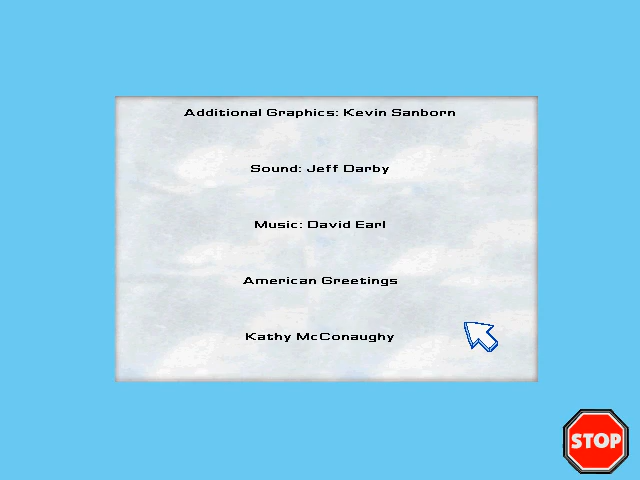 Additional Graphics: Kevin Sanborn
Sound: Jeff Darby
Music: David Earl
American Greetings
Kathy McConaughy
STOP